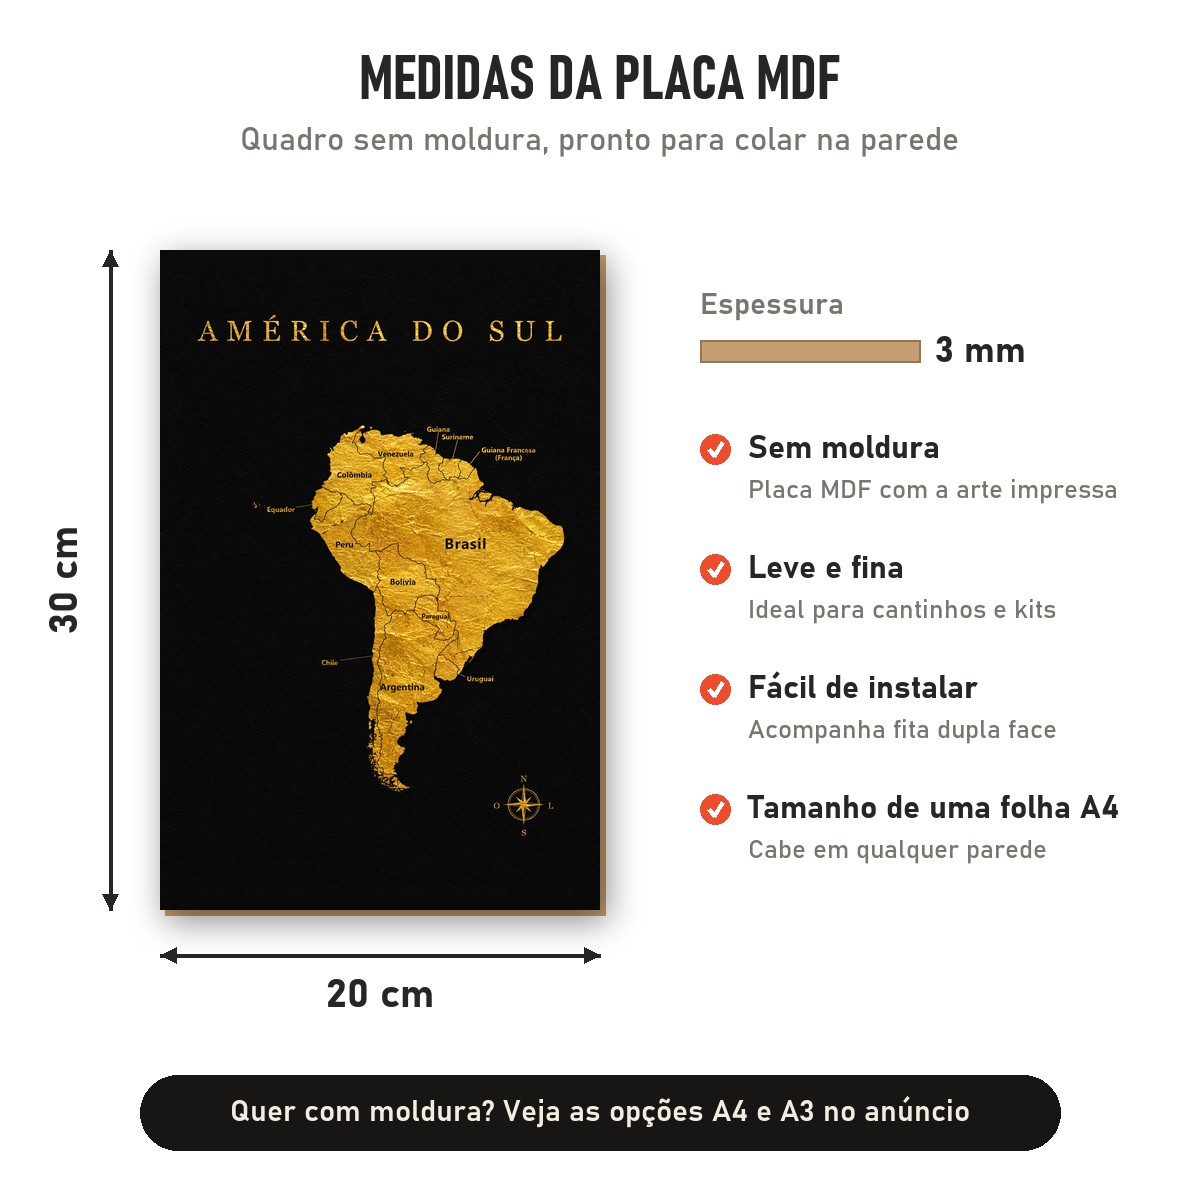 MEDIDAS DA PLACA MDF
Quadro sem moldura, pronto para colar na parede
AMÉRICA DO SUL
Guiana
Suriname
Guiana Francesa
(França)
Venezuela
Colômbia
Equador
Peru
Brasil
Bolívia
Paraguai
Chile
Uruguai
Argentina
N
O
L
S
30 cm
20 cm
Espessura
3 mm
Sem moldura
Placa MDF com a arte impressa
Leve e fina
Ideal para cantinhos e kits
Fácil de instalar
Acompanha fita dupla face
Tamanho de uma folha A4
Cabe em qualquer parede
Quer com moldura? Veja as opções A4 e A3 no anúncio